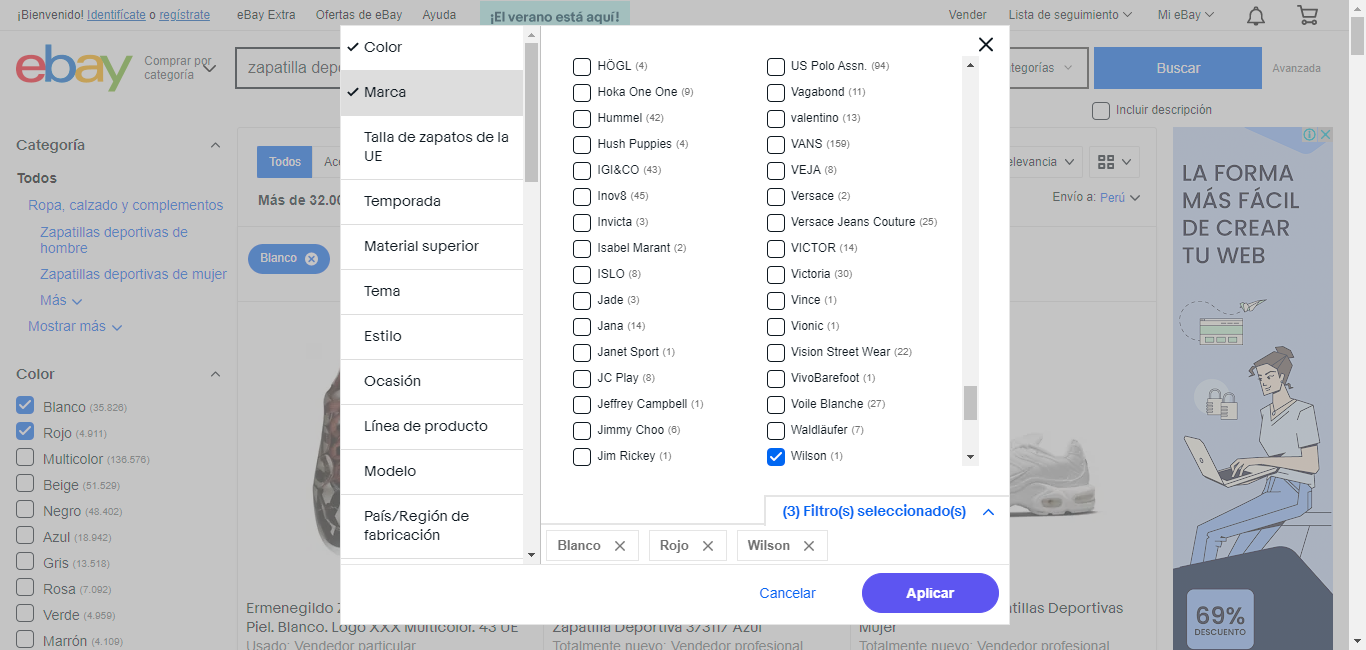 ¡Bienvenido! Identifícate o regístrate
eBay Extra
Ofertas de eBay
Ayuda
¡El verano está aquí!
Vender
Lista de seguimiento
Mi eBay
ebay
Comprar por
categoría
zapatilla depo
tegorías
Buscar
Avanzada
Incluir descripción
Categoría
Todos
Ropa, calzado y complementos
Zapatillas deportivas de
hombre
Zapatillas deportivas de mujer
Más
Mostrar más
Color
Blanco (35.826)
Rojo (4.911)
Multicolor (136.576)
Beige (51.529)
Negro (48.402)
Azul (18.942)
Gris (13.518)
Rosa (7.092)
Verde (4.959)
Marrón (4.109)
Todos
Más de 32.00
Blanco
elevancia
Envío a: Perú
Color
Marca
Talla de zapatos de la
UE
Temporada
Material superior
Tema
Estilo
Ocasión
Línea de producto
Modelo
País/Región de
fabricación
HÖGL (4)
Hoka One One (9)
Hummel (42)
Hush Puppies (4)
IGI&CO (43)
Inov8 (45)
Invicta (3)
Isabel Marant (2)
ISLO (8)
Jade (3)
Jana (14)
Janet Sport (1)
JC Play (8)
Jeffrey Campbell (1)
Jimmy Choo (6)
Jim Rickey (1)
US Polo Assn. (94)
Vagabond (11)
valentino (13)
VANS (159)
VEJA (8)
Versace (2)
Versace Jeans Couture (25)
VICTOR (14)
Victoria (30)
Vince (1)
Vionic (1)
Vision Street Wear (22)
VivoBarefoot (1)
Voile Blanche (27)
Waldläufer (7)
Wilson (1)
(3) Filtro(s) seleccionado(s)
Blanco
Rojo
Wilson
Cancelar
Aplicar
Ermenegildo Z
Piel. Blanco. Logo XXX Multicolor. 43 UE
Usado: Vendedor particular
Zapatilla Deportiva 373117 Azul
Totalmente nuevo: Vendedor profesional
tillas Deportivas
Mujer
Totalmente nuevo: Vendedor profesional
LA FORMA
MÁS FÁCIL
DE CREAR
TU WEB
69%
DESCUENTO